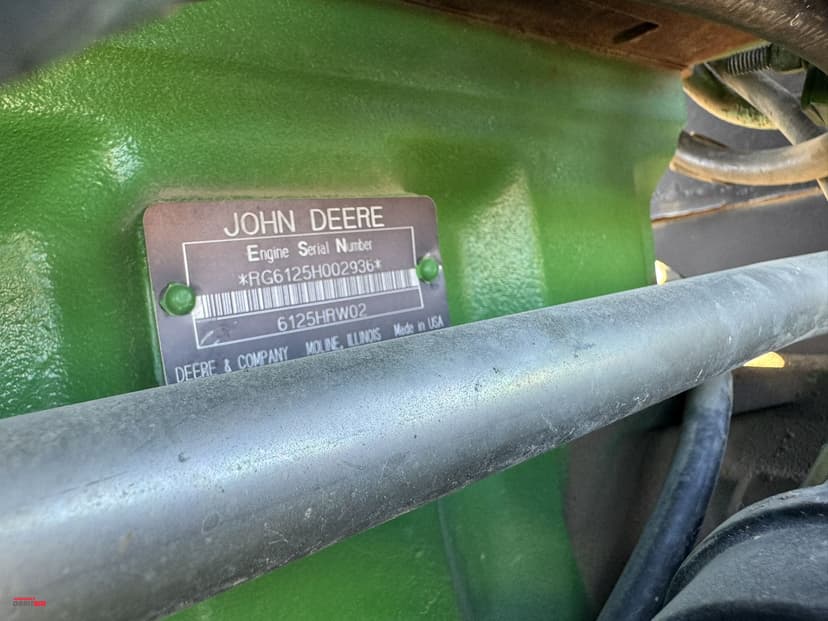 JOHN DEERE
Engine Serial Number
*RG6125H002936*
6125HRW02
DEERE & COMPANY MOLINE, ILLINOIS Made in USA